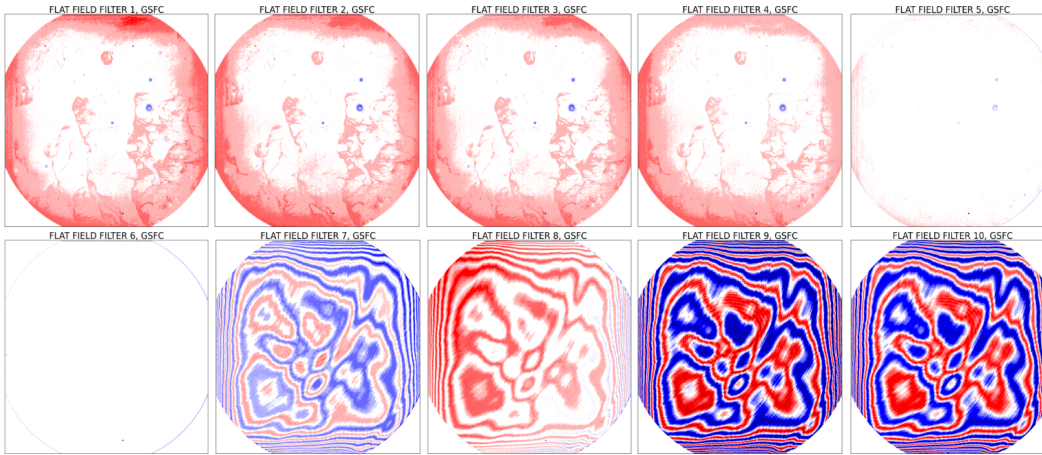 FLAT FIELD FILTER 1, GSFC
FLAT FIELD FILTER 2, GSFC
FLAT FIELD FILTER 3, GSFC
FLAT FIELD FILTER 4, GSFC
FLAT FIELD FILTER 5, GSFC
FLAT FIELD FILTER 6, GSFC
FLAT FIELD FILTER 7, GSFC
FLAT FIELD FILTER 8, GSFC
FLAT FIELD FILTER 9, GSFC
FLAT FIELD FILTER 10, GSFC